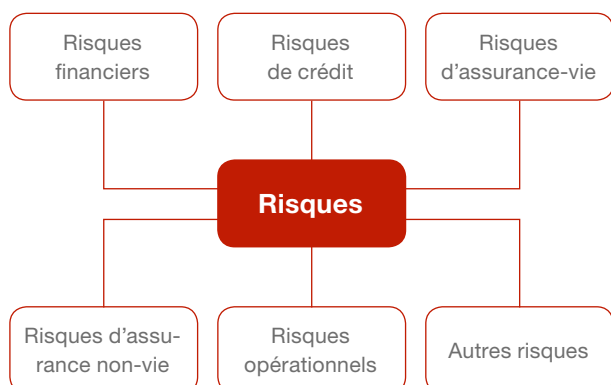 Risques
financiers
Risques
de crédit
Risques
d'assurance-vie
Risques
Risques d'assu-
rance non-vie
Risques
opérationnels
Autres risques